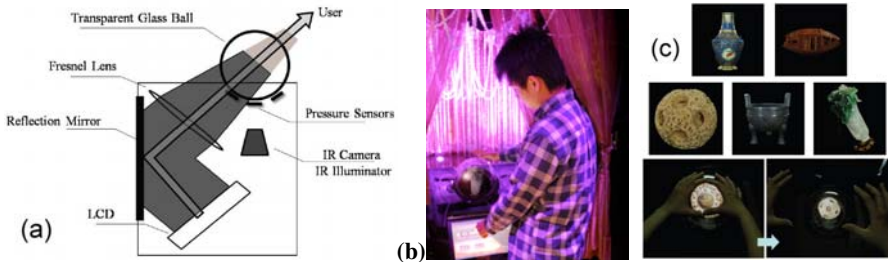 Transparent Glass Ball
User
Fresnel Lens
Reflection Mirror
Pressure Sensors
IR Camera
IR Illuminator
LCD
(a)
(b)
(c)